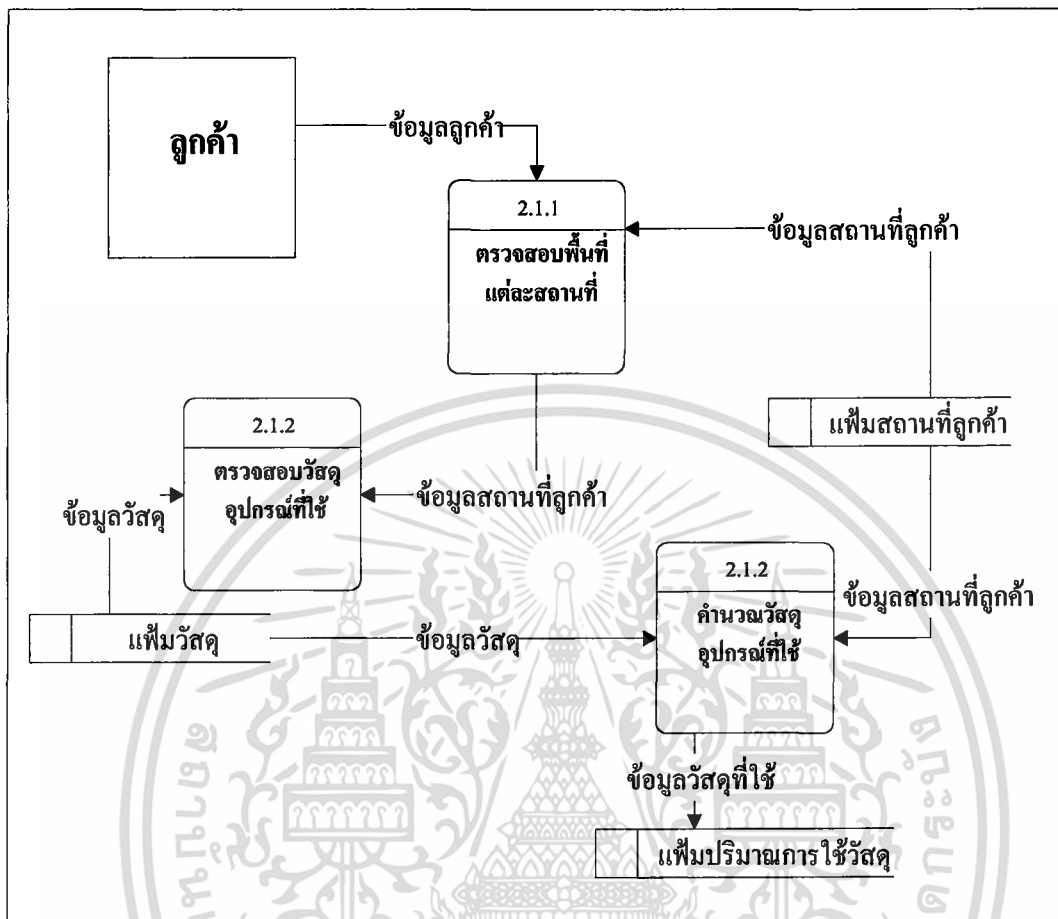 ลูกค้า
ข้อมูลลูกค้า
2.1.1
ตรวจสอบพื้นที่
แต่ละสถานที่
ข้อมูลสถานที่ลูกค้า
แฟ้มสถานที่ลูกค้า
2.1.2
ตรวจสอบวัสดุ
อุปกรณ์ที่ใช้
ข้อมูลสถานที่ลูกค้า
ข้อมูลวัสดุ
2.1.2
คำนวณวัสดุ
อุปกรณ์ที่ใช้
ข้อมูลสถานที่ลูกค้า
แฟ้มวัสดุ
ข้อมูลวัสดุ
ข้อมูลวัสดุที่ใช้
แฟ้มปริมาณการใช้วัสดุ